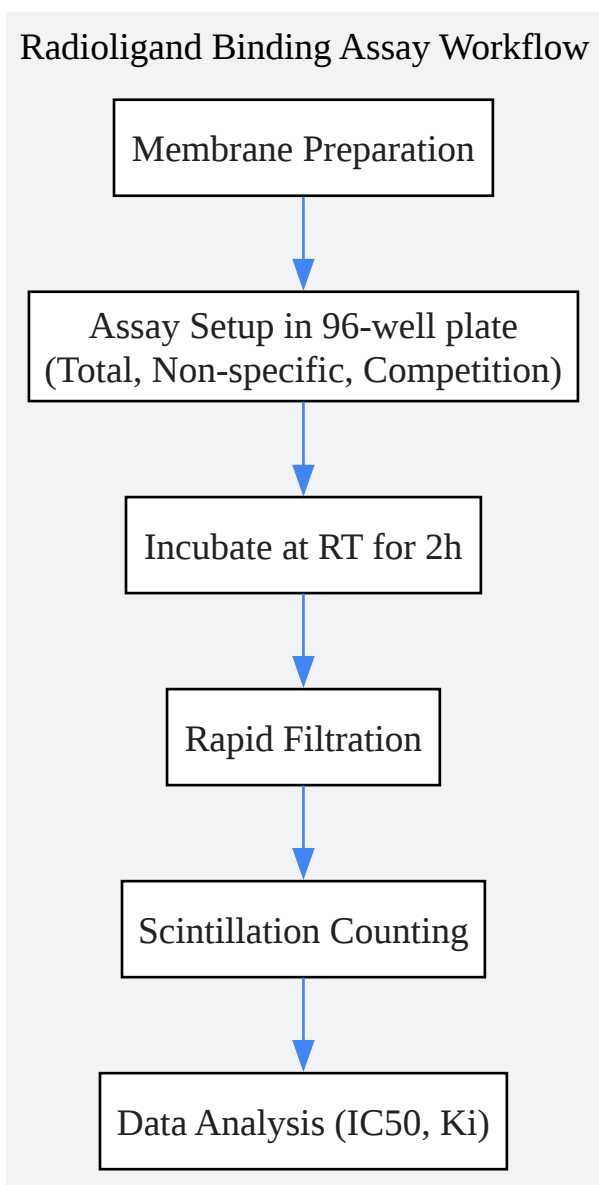 Radioligand Binding Assay Workflow
Membrane Preparation
Assay Setup in 96-well plate
(Total, Non-specific, Competition)
Incubate at RT for 2h
Rapid Filtration
Scintillation Counting
Data Analysis (IC50, Ki)